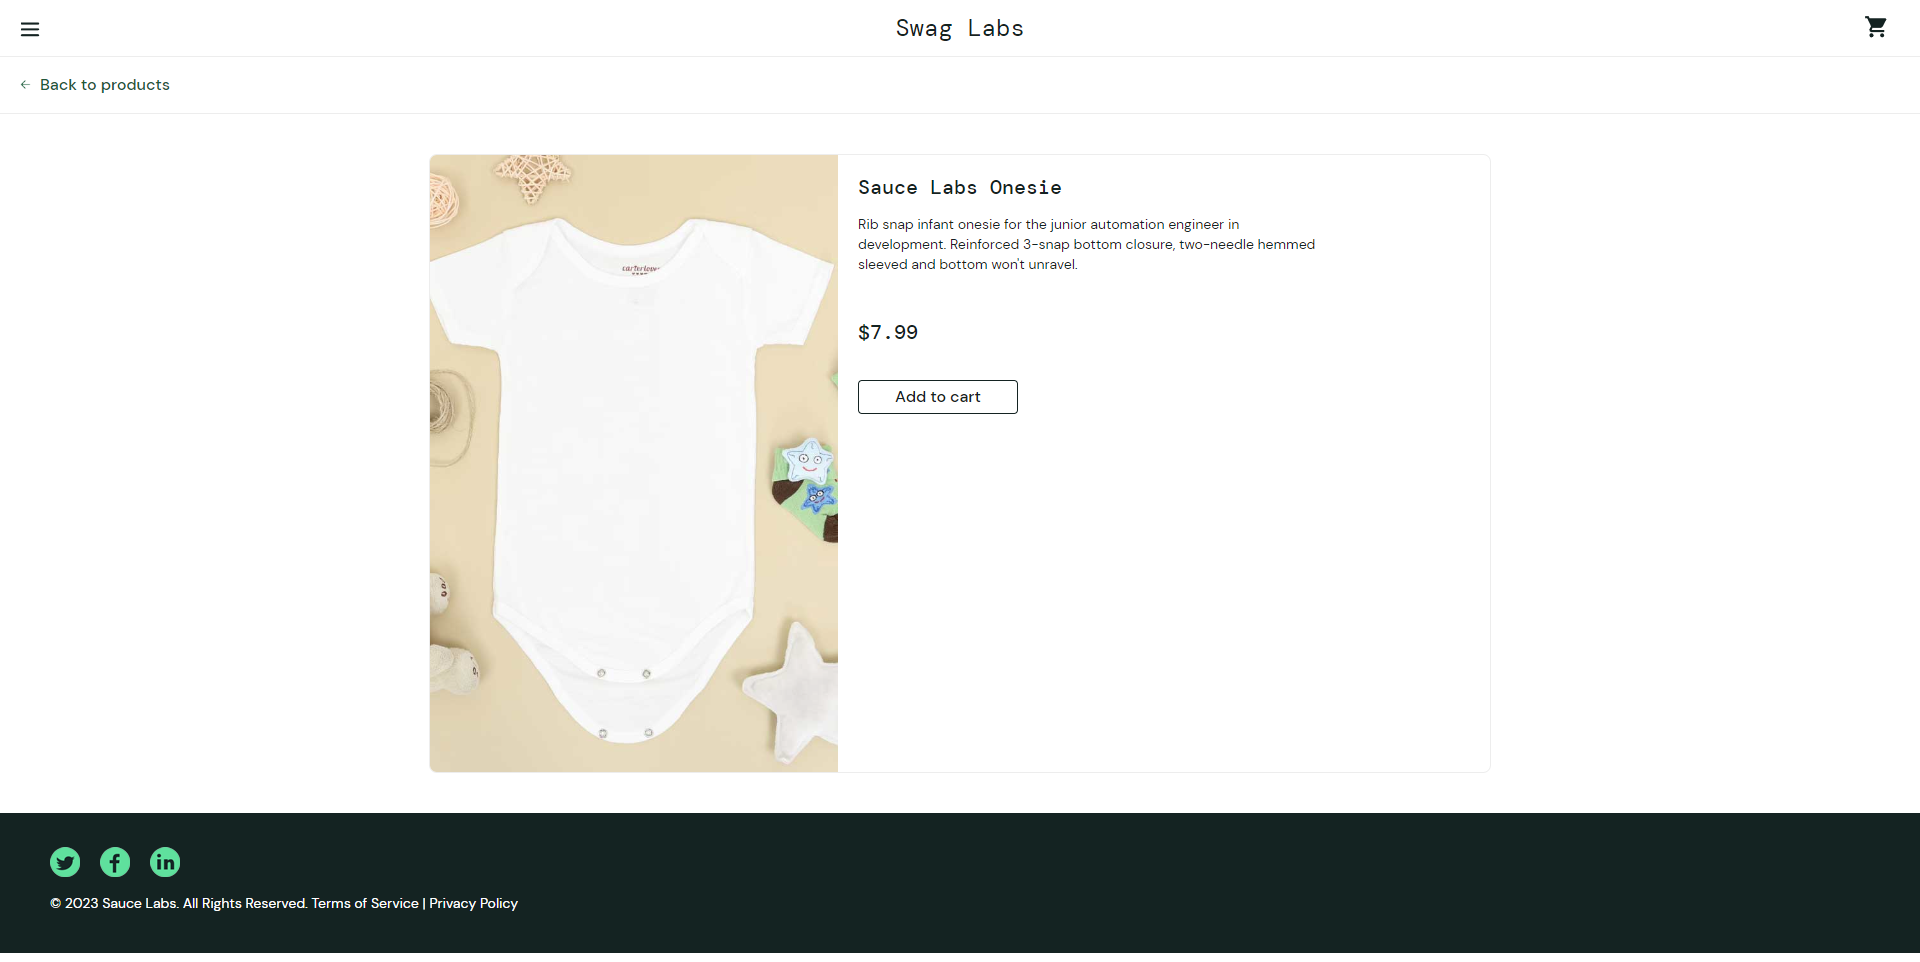 Swag Labs
Back to products
Sauce Labs Onesie
Rib snap infant onesie for the junior automation engineer in
development. Reinforced 3-snap bottom closure, two-needle hemmed
sleeved and bottom won't unravel.
$7.99
Add to cart
© 2023 Sauce Labs. All Rights Reserved. Terms of Service | Privacy Policy